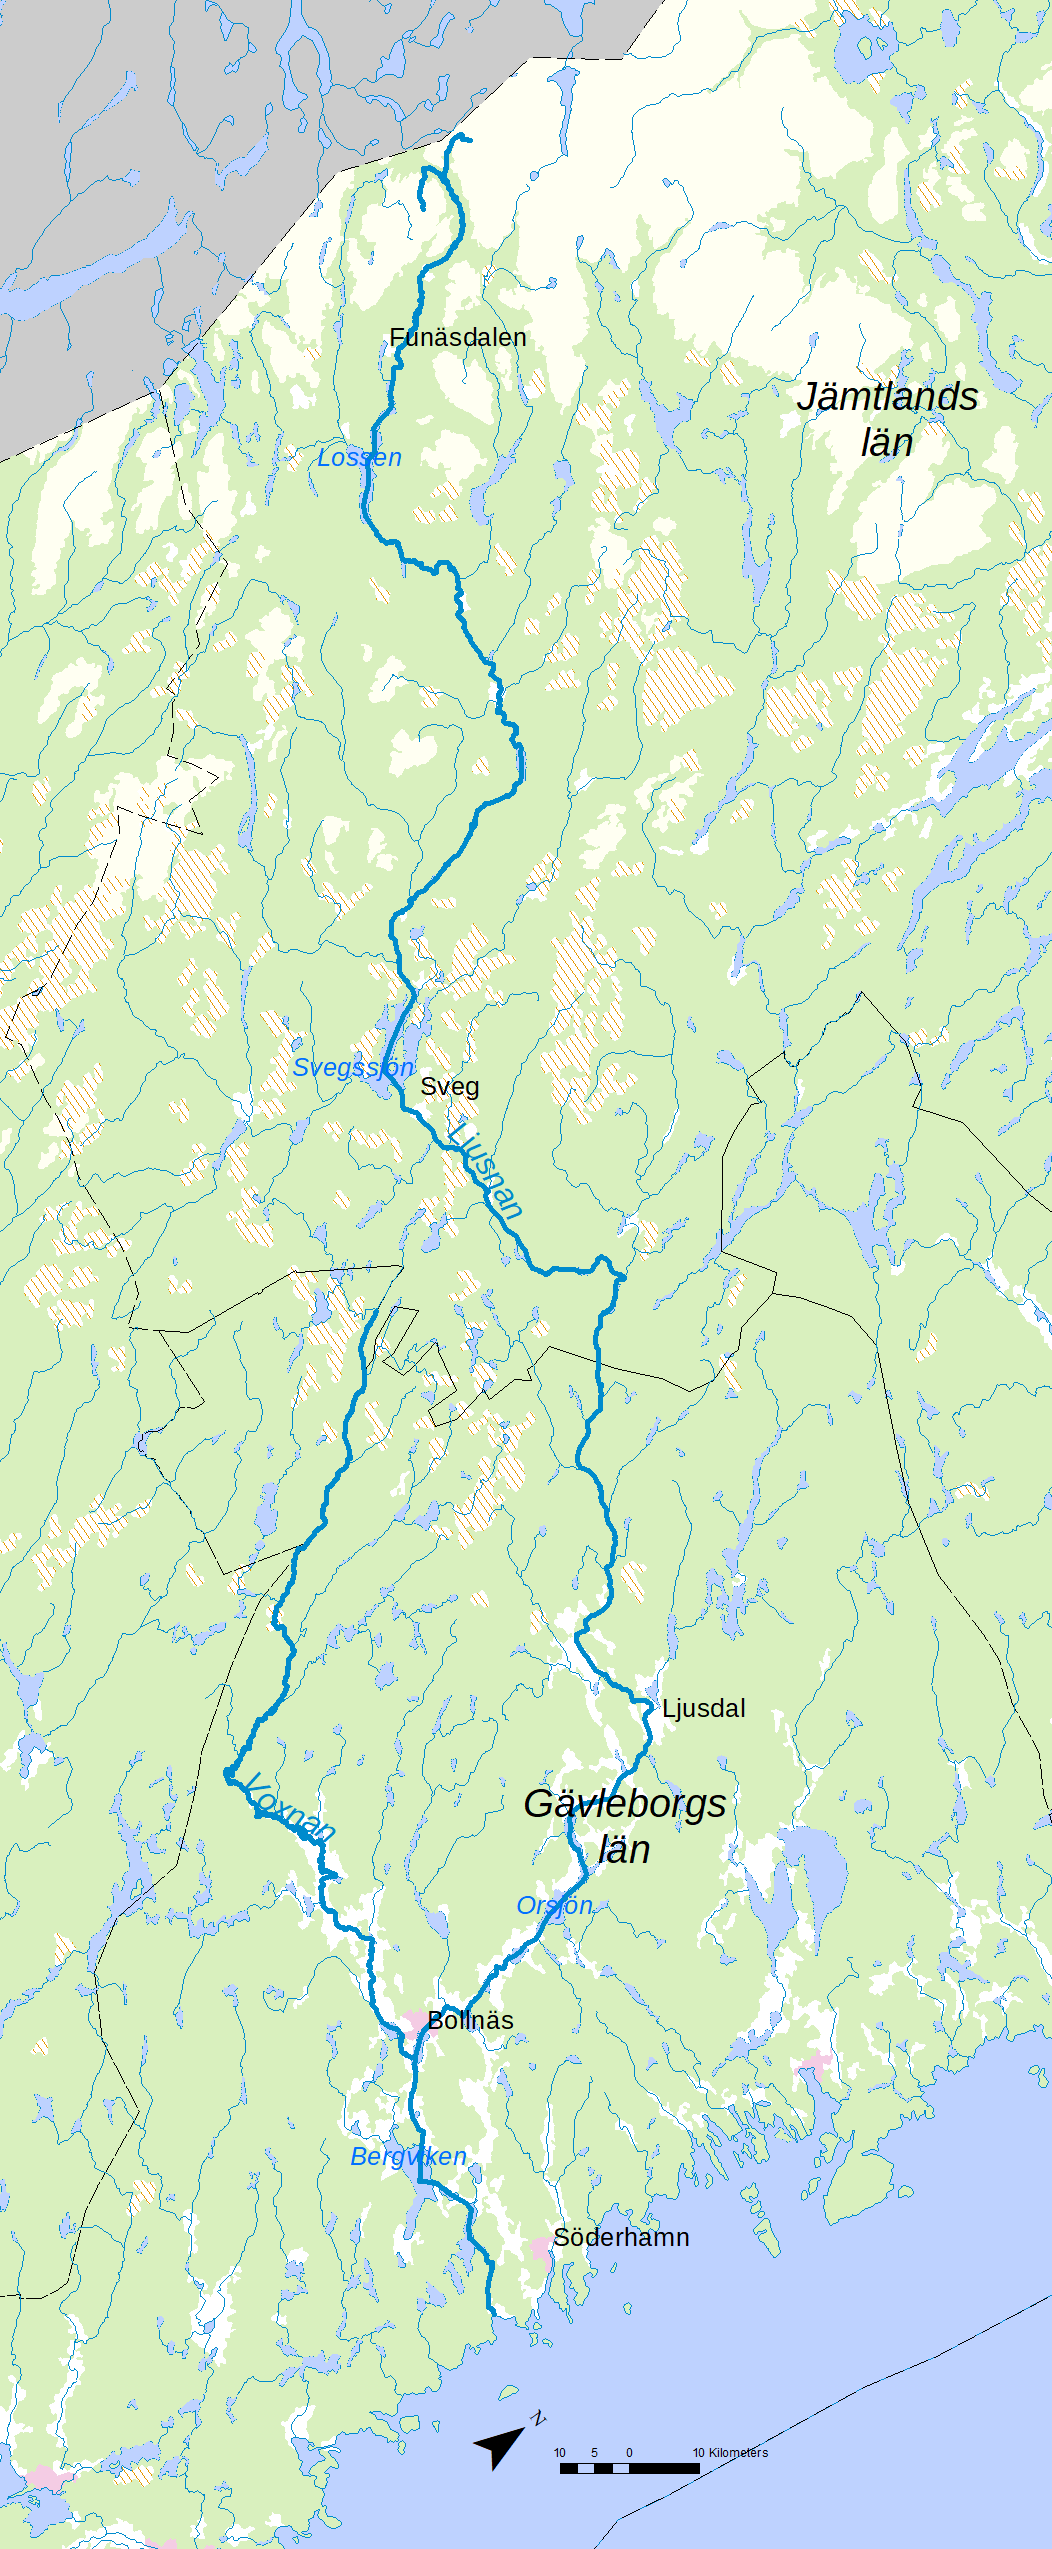 Funäsdalen
Jämtlands
län
Lossen
Svegssjön
Sveg
Ljusnan
Ljusdal
Voxnan
Gävleborgs
län
Orsjön
Bollnäs
Bergviken
Söderhamn
N
10 5 0 10 Kilometers